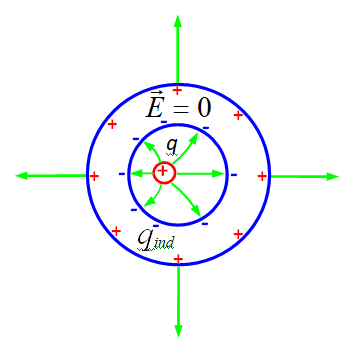 E⃗ = 0
q
q_ind